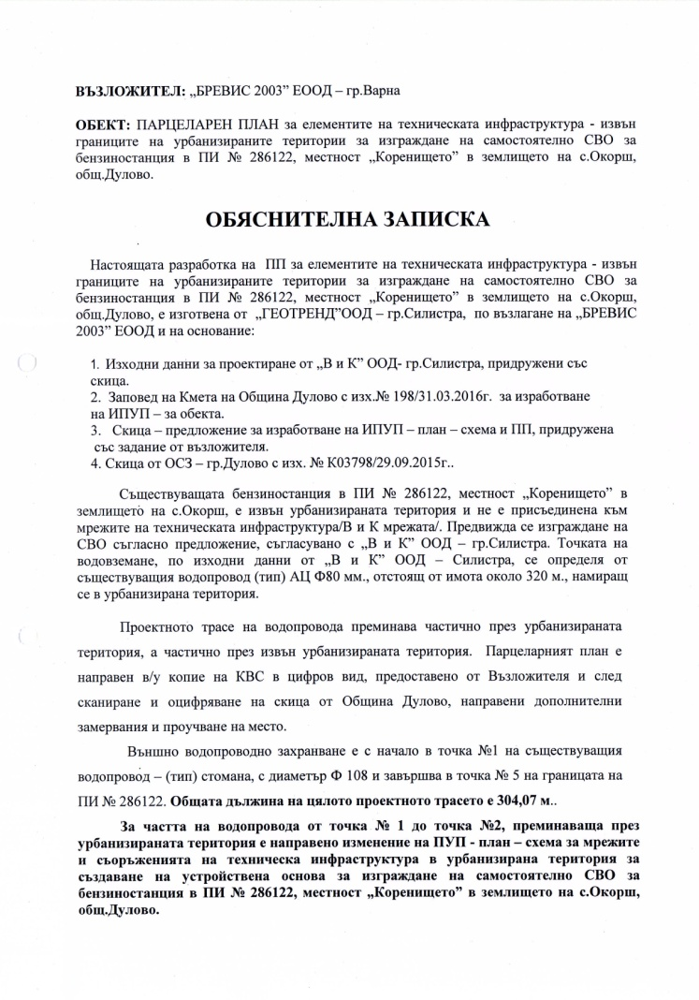 ВЪЗЛОЖИТЕЛ: „БРЕВИС 2003” ЕООД – гр.Варна
ОБЕКТ: ПАРЦЕЛАРЕН ПЛАН за елементите на техническата инфраструктура - извън
границите на урбанизираните територии за изграждане на самостоятелно СВО за
бензиностанция в ПИ № 286122, местност „Коренището” в землището на с.Окорш,
общ.Дулово.
ОБЯСНИТЕЛНА ЗАПИСКА
Настоящата разработка на ПП за елементите на техническата инфраструктура - извън
границите на урбанизираните територии за изграждане на самостоятелно СВО за
бензиностанция в ПИ № 286122, местност „Коренището” в землището на с.Окорш,
общ.Дулово, е изготвена от „ГЕОТРЕНД”ООД – гр.Силистра, по възлагане на „БРЕВИС
2003” ЕООД и на основание:
1. Изходни данни за проектиране от „В и К” ООД- гр.Силистра, придружени със
скица.
2. Заповед на Кмета на Община Дулово с изх.№ 198/31.03.2016г. за изработване
на ИПУП – за обекта.
3. Скица – предложение за изработване на ИПУП – план – схема и ПП, придружена
със задание от възложителя.
4. Скица от ОСЗ – гр.Дулово с изх. № К03798/29.09.2015г..
Съществуващата бензиностанция в ПИ № 286122, местност „Коренището” в
землището на с.Окорш, е извън урбанизираната територия и не е присъединена към
мрежите на техническата инфраструктура/В и К мрежата/. Предвижда се изграждане на
СВО съгласно предложение, съгласувано с „В и К” ООД – гр.Силистра. Точката на
водовземане, по изходни данни от „В и К” ООД – Силистра, се определя от
съществуващия водопровод (тип) АЦ Ф80 мм., отстоящ от имота около 320 м., намиращ
се в урбанизирана територия.
Проектното трасе на водопровода преминава частично през урбанизираната
територия, а частично през извън урбанизираната територия. Парцеларният план е
направен в/у копие на КВС в цифров вид, предоставено от Възложителя и след
сканиране и оцифряване на скица от Община Дулово, направени дополнителни
замервания и проучване на место.
Външно водопроводно захранване е с начало в точка №1 на съществуващия
водопровод – (тип) стомана, с диаметър Ф 108 и завършва в точка № 5 на границата на
ПИ № 286122. Общата дължина на цялото проектното трасето е 304,07 м..
За частта на водопровода от точка № 1 до точка №2, преминаваща през
урбанизираната територия е направено изменение на ПУП - план – схема за мрежите
и съоръженията на техническа инфраструктура в урбанизирана територия за
създаване на устройствена основа за изграждане на самостоятелно СВО за
бензиностанция в ПИ № 286122, местност „Коренището” в землището на с.Окорш,
общ.Дулово.